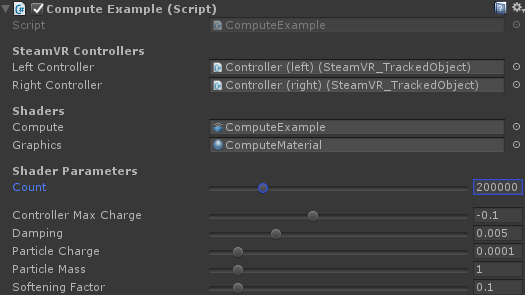 Compute Example (Script)
Script ComputeExample
SteamVR Controllers
Left Controller Controller (left) (SteamVR_TrackedObject)
Right Controller Controller (right) (SteamVR_TrackedObject)
Shaders
Compute ComputeExample
Graphics ComputeMaterial
Shader Parameters
Count 200000
Controller Max Charge -0.1
Damping 0.005
Particle Charge 0.0001
Particle Mass 1
Softening Factor 0.1